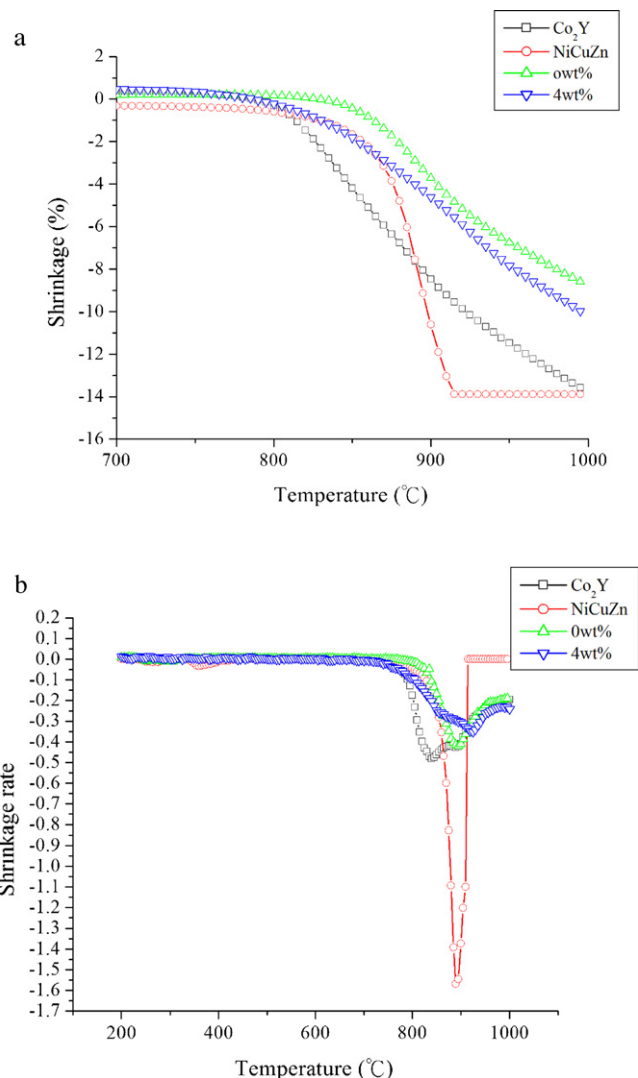 a
Co₂Y
NiCuZn
owt%
4wt%
2
0
-2
-4
-6
-8
-10
-12
-14
-16
Shrinkage (%)
700 800 900 1000
Temperature (℃)
b
Co₂Y
NiCuZn
0wt%
4wt%
0.2
0.1
0.0
-0.1
-0.2
-0.3
-0.4
-0.5
-0.6
-0.7
-0.8
-0.9
-1.0
-1.1
-1.2
-1.3
-1.4
-1.5
-1.6
-1.7
Shrinkage rate
200 400 600 800 1000
Temperature (℃)